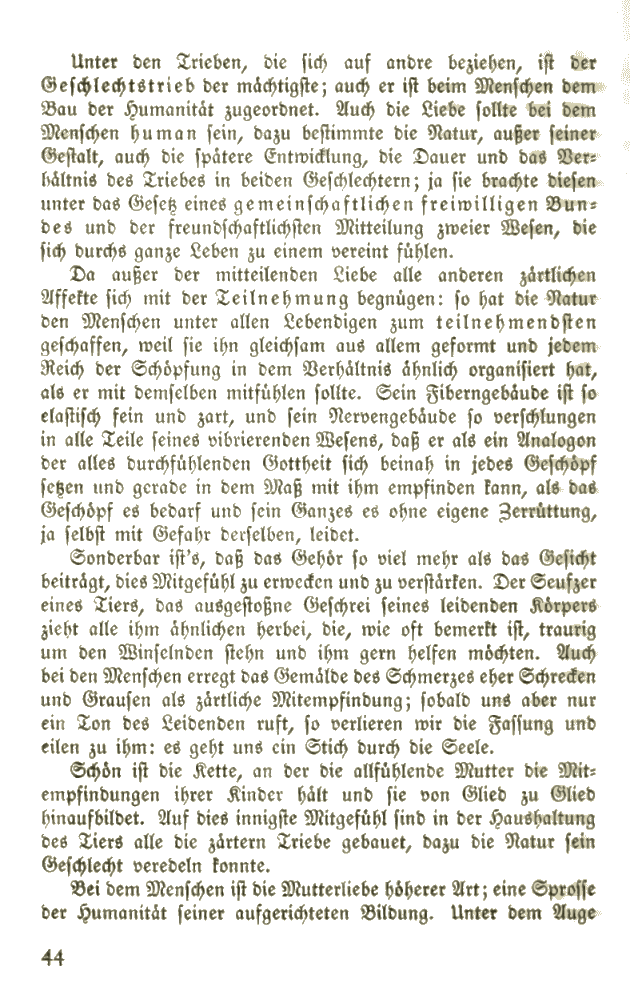 Unter den Trieben, die sich auf andre beziehen, ist der
Geschlechtstrieb der mächtigste; auch er ist beim Menschen dem
Bau der Humanität zugeordnet. Auch die Liebe sollte bei dem
Menschen human sein, dazu bestimmte die Natur, außer seiner
Gestalt, auch die spätere Entwicklung, die Dauer und das Ver-
hältnis des Triebes in beiden Geschlechtern; ja sie brachte diesen
unter das Gesetz eines gemeinschaftlichen freiwilligen Bun-
des und der freundschaftlichsten Mitteilung zweier Wesen, die
sich durchs ganze Leben zu einem vereint fühlen.
Da außer der mitteilenden Liebe alle anderen zärtlichen
Affekte sich mit der Teilnehmung begnügen: so hat die Natur
den Menschen unter allen Lebendigen zum teilnehmendsten
geschaffen, weil sie ihn gleichsam aus allem geformt und jedem
Reich der Schöpfung in dem Verhältnis ähnlich organisiert hat,
als er mit demselben mitfühlen sollte. Sein Fiberngebäude ist so
elastisch fein und zart, und sein Nervengebäude so verschlungen
in alle Teile seines vibrierenden Wesens, daß er als ein Analogon
der alles durchfühlenden Gottheit sich beinah in jedes Geschöpf
setzen und gerade in dem Maß mit ihm empfinden kann, als das
Geschöpf es bedarf und sein Ganzes es ohne eigene Zerrüttung,
ja selbst mit Gefahr derselben, leidet.
Sonderbar ist's, daß das Gehör so viel mehr als das Gesicht
beiträgt, dies Mitgefühl zu erwecken und zu verstärken. Der Seufzer
eines Tiers, das ausgestoßne Geschrei seines leidenden Körpers
zieht alle ihm ähnlichen herbei, die, wie oft bemerkt ist, traurig
um den Winselnden stehn und ihm gern helfen möchten. Auch
bei den Menschen erregt das Gemälde des Schmerzes eher Schrecken
und Grausen als zärtliche Mitempfindung; sobald uns aber nur
ein Ton des Leidenden ruft, so verlieren wir die Fassung und
eilen zu ihm: es geht uns ein Stich durch die Seele.
Schön ist die Kette, an der die allfühlende Mutter die Mit-
empfindungen ihrer Kinder hält und sie von Glied zu Glied
hinaufbildet. Auf dies innigste Mitgefühl sind in der Haushaltung
des Tiers alle die zärtern Triebe gebauet, dazu die Natur sein
Geschlecht veredeln konnte.
Bei dem Menschen ist die Mutterliebe höherer Art; eine Sprosse
der Humanität seiner aufgerichteten Bildung. Unter dem Auge
44